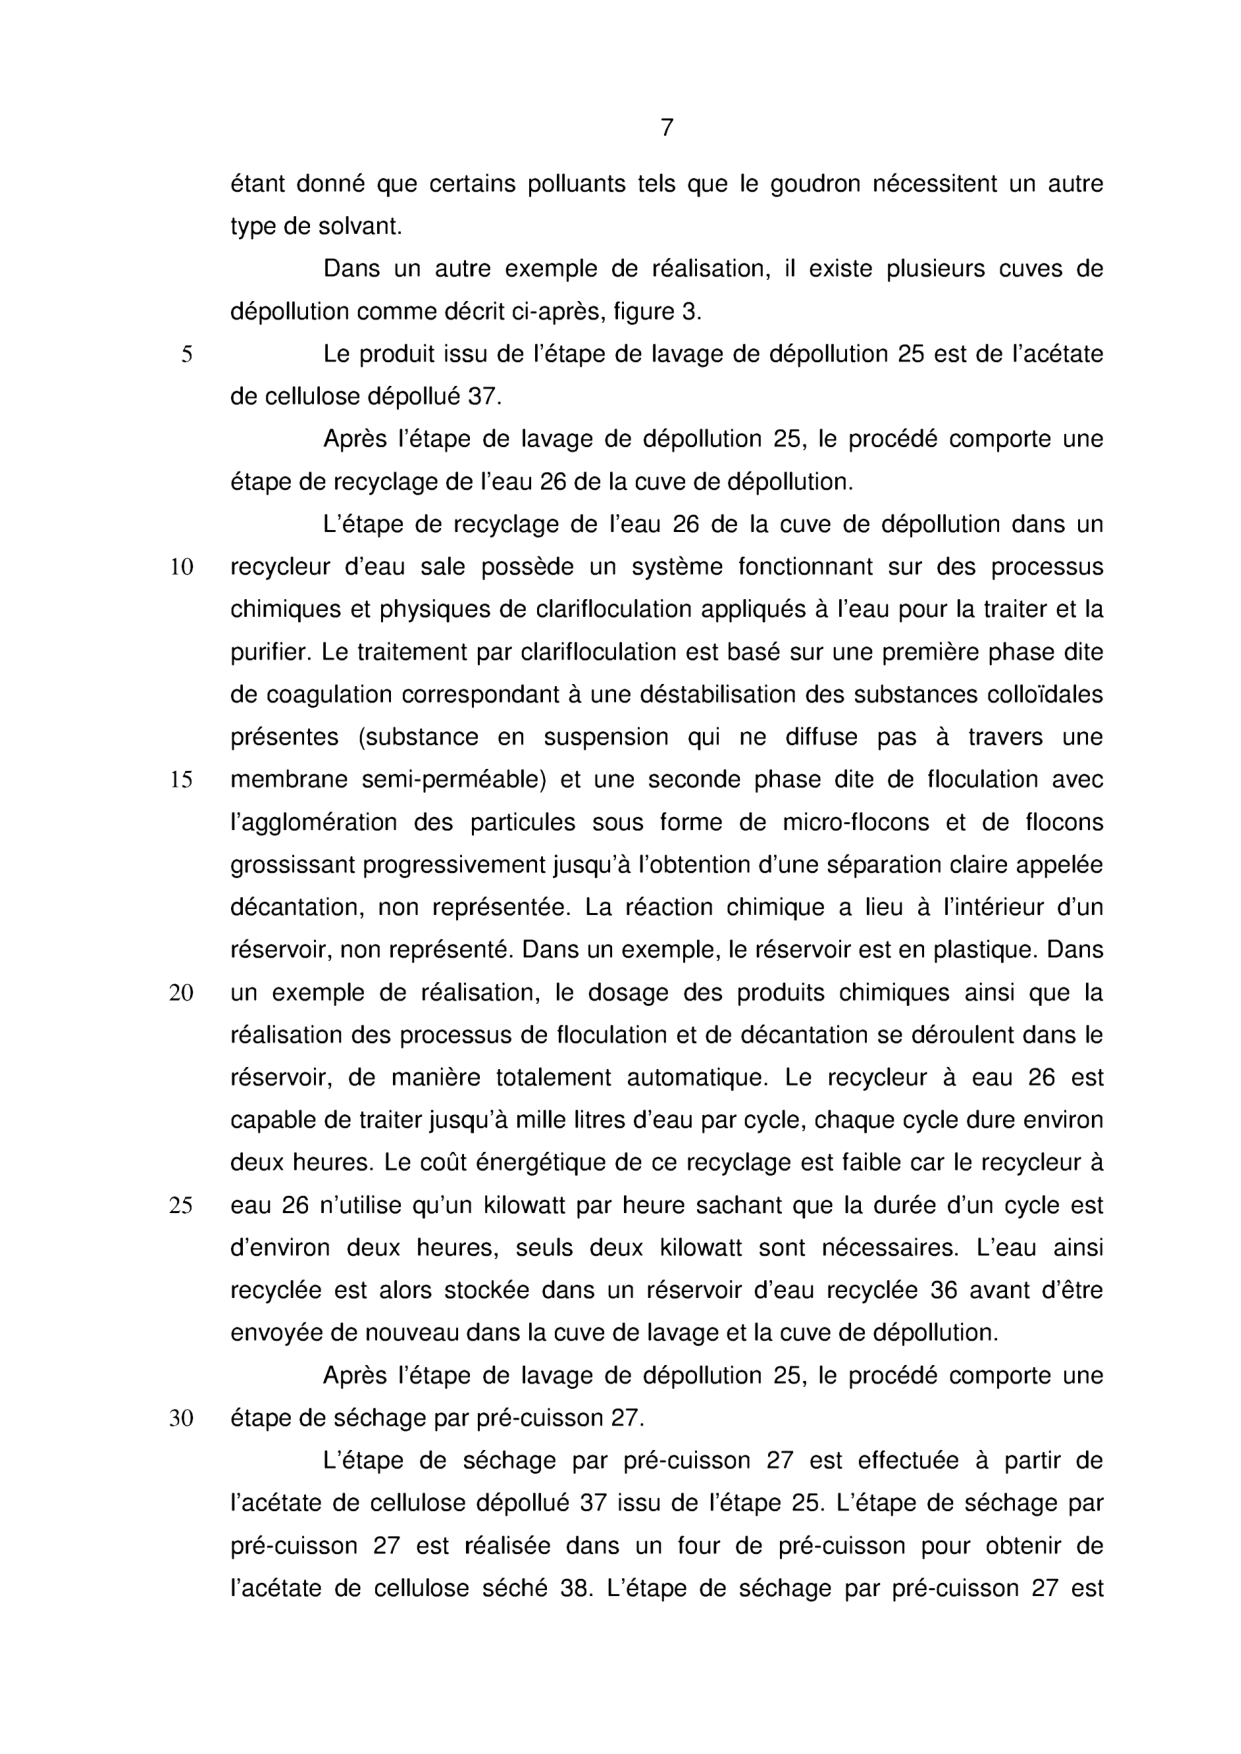 7
étant donné que certains polluants tels que le goudron nécessitent un autre
type de solvant.
Dans un autre exemple de réalisation, il existe plusieurs cuves de
dépollution comme décrit ci-après, figure 3.
5 Le produit issu de l'étape de lavage de dépollution 25 est de l'acétate
de cellulose dépollué 37.
Après l'étape de lavage de dépollution 25, le procédé comporte une
étape de recyclage de l'eau 26 de la cuve de dépollution.
L'étape de recyclage de l'eau 26 de la cuve de dépollution dans un
10 recycleur d'eau sale possède un système fonctionnant sur des processus
chimiques et physiques de clarifloculation appliqués à l'eau pour la traiter et la
purifier. Le traitement par clarifloculation est basé sur une première phase dite
de coagulation correspondant à une déstabilisation des substances colloïdales
présentes (substance en suspension qui ne diffuse pas à travers une
15 membrane semi-perméable) et une seconde phase dite de floculation avec
l'agglomération des particules sous forme de micro-flocons et de flocons
grossissant progressivement jusqu'à l'obtention d'une séparation claire appelée
décantation, non représentée. La réaction chimique a lieu à l'intérieur d'un
réservoir, non représenté. Dans un exemple, le réservoir est en plastique. Dans
20 un exemple de réalisation, le dosage des produits chimiques ainsi que la
réalisation des processus de floculation et de décantation se déroulent dans le
réservoir, de manière totalement automatique. Le recycleur à eau 26 est
capable de traiter jusqu'à mille litres d'eau par cycle, chaque cycle dure environ
deux heures. Le coût énergétique de ce recyclage est faible car le recycleur à
25 eau 26 n'utilise qu'un kilowatt par heure sachant que la durée d'un cycle est
d'environ deux heures, seuls deux kilowatt sont nécessaires. L'eau ainsi
recyclée est alors stockée dans un réservoir d'eau recyclée 36 avant d'être
envoyée de nouveau dans la cuve de lavage et la cuve de dépollution.
Après l'étape de lavage de dépollution 25, le procédé comporte une
30 étape de séchage par pré-cuisson 27.
L'étape de séchage par pré-cuisson 27 est effectuée à partir de
l'acétate de cellulose dépollué 37 issu de l'étape 25. L'étape de séchage par
pré-cuisson 27 est réalisée dans un four de pré-cuisson pour obtenir de
l'acétate de cellulose séché 38. L'étape de séchage par pré-cuisson 27 est